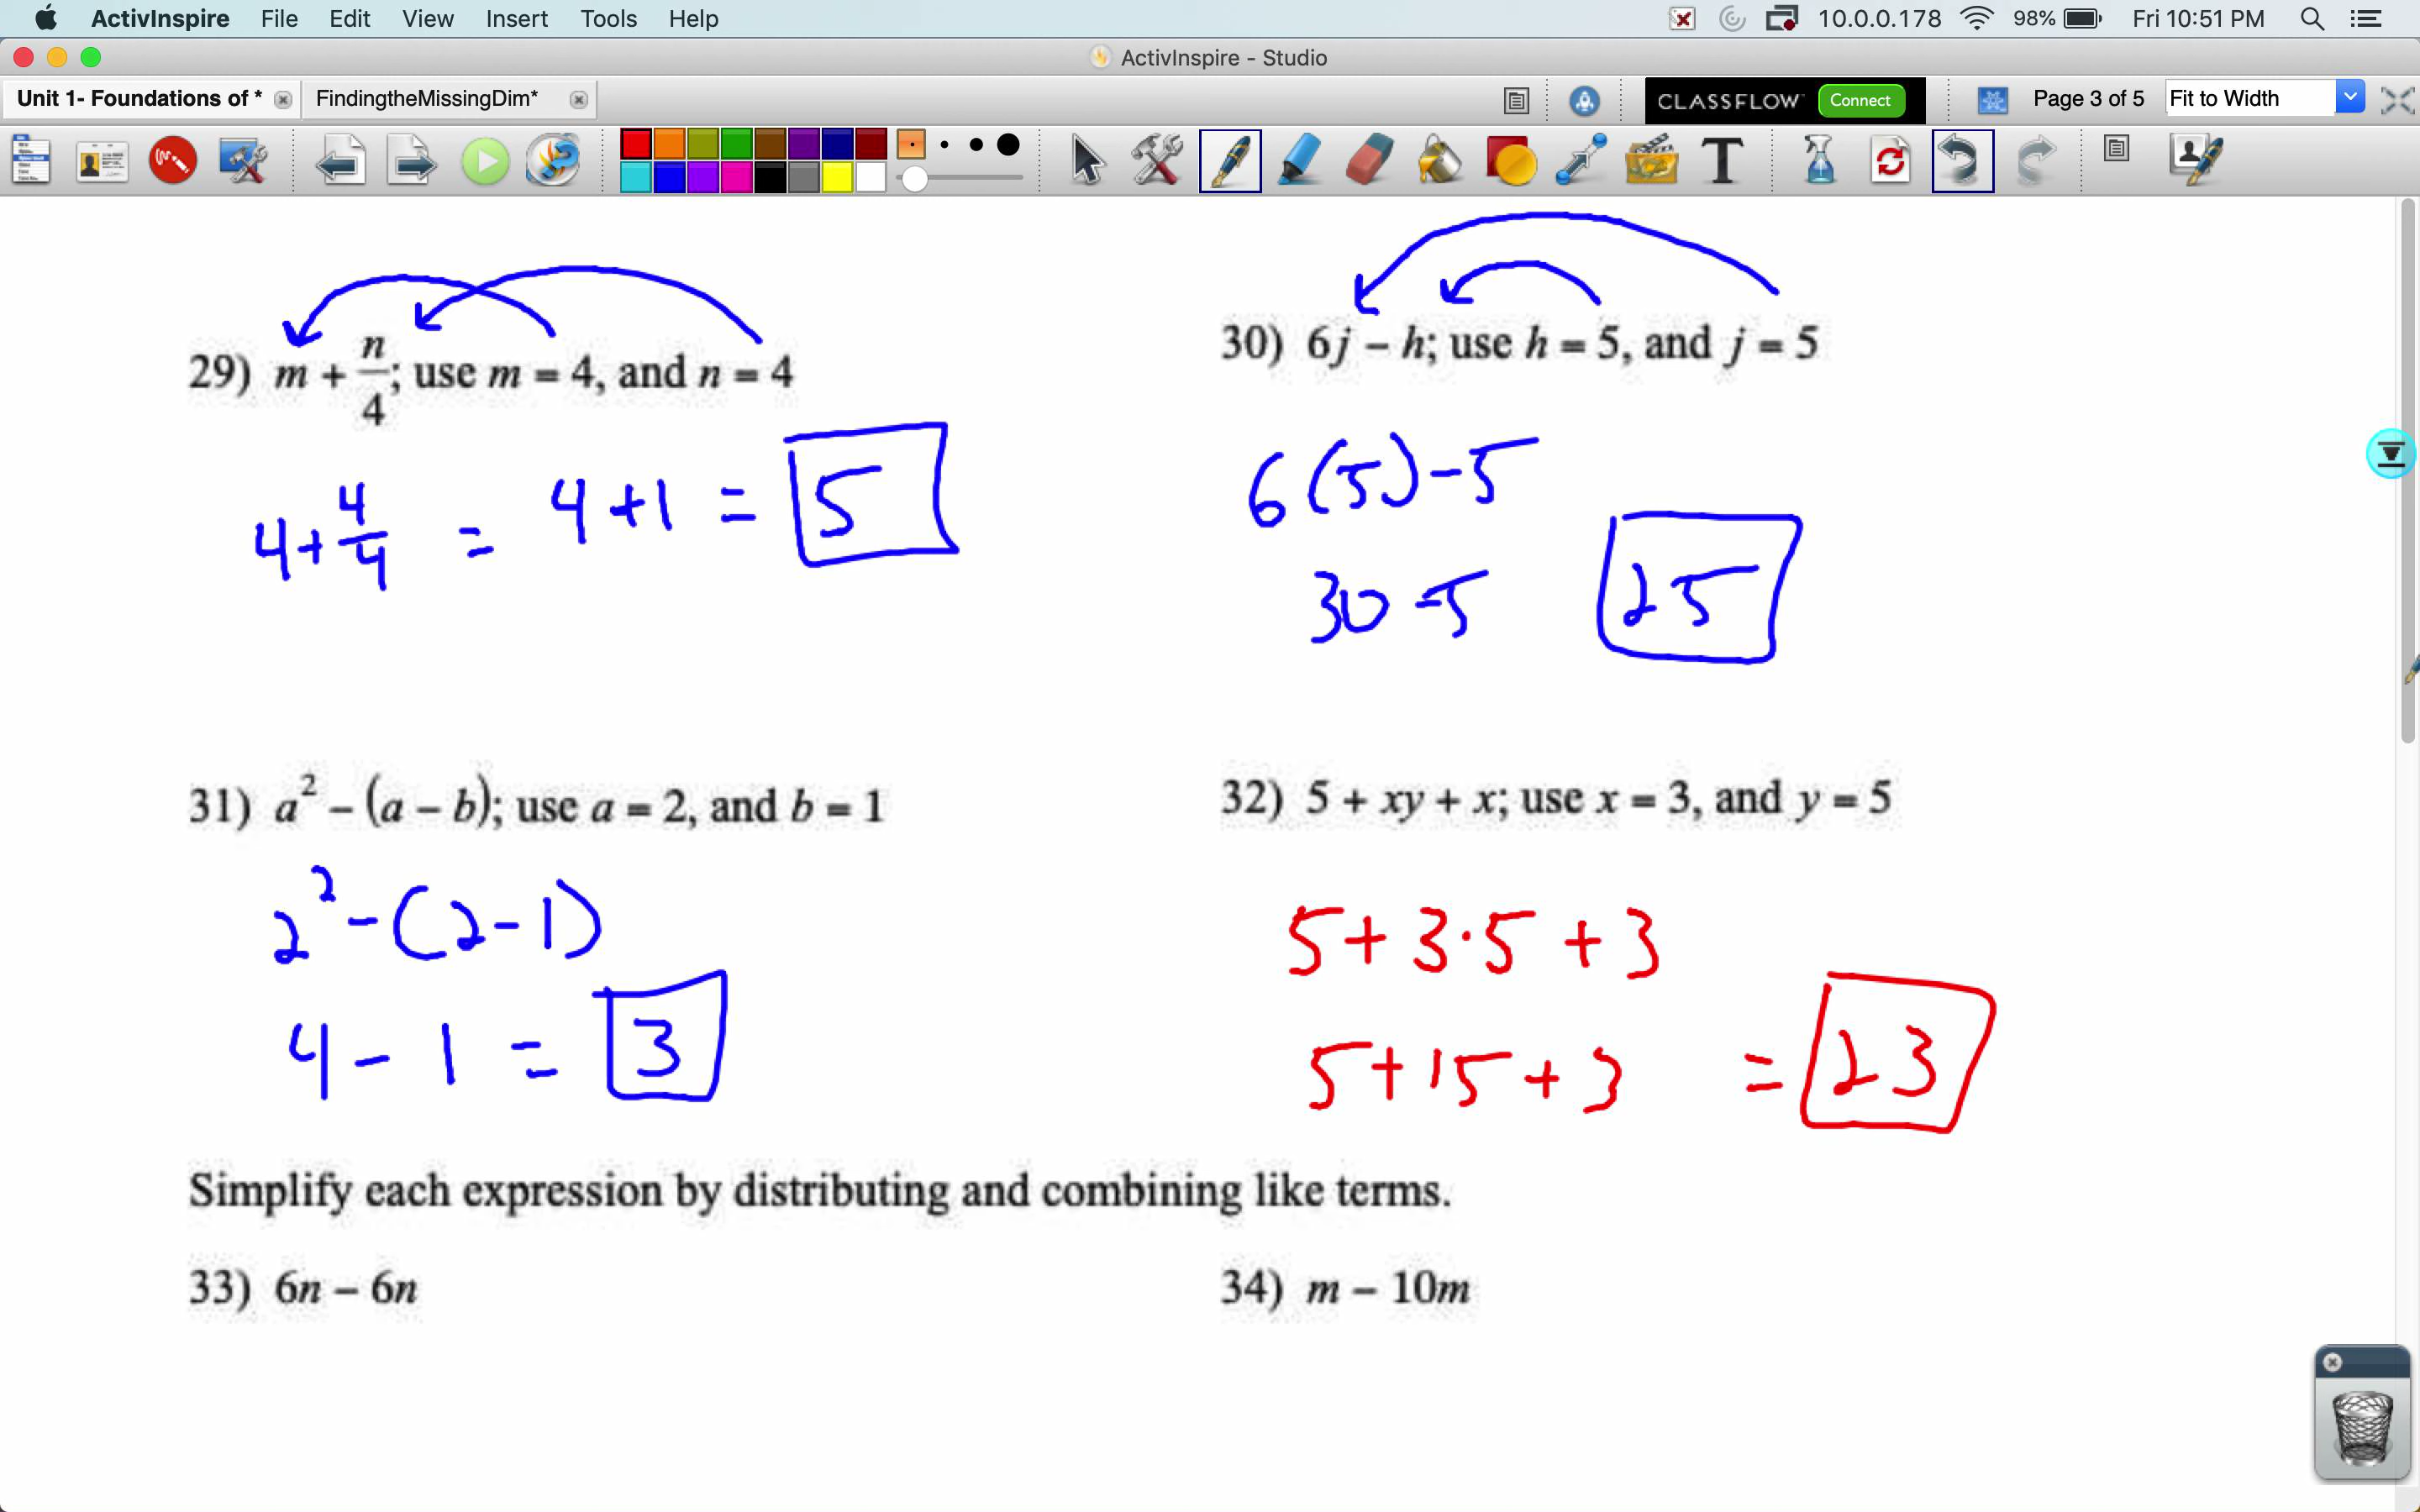 ActivInspire File Edit View Insert Tools Help 10.0.0.178 98% Fri 10:51 PM
ActivInspire - Studio
Unit 1- Foundations of * FindingtheMissingDim* CLASSFLOW Connect Page 3 of 5 Fit to Width
T
29) m + n/4; use m = 4, and n = 4
30) 6j – h; use h = 5, and j = 5
4 + 4/4 = 4 + 1 = 5
6(5) - 5
30 - 5 25
31) a² – (a – b); use a = 2, and b = 1
32) 5 + xy + x; use x = 3, and y = 5
2² - (2 - 1)
4 - 1 = 3
5 + 3·5 + 3
5 + 15 + 3 = 23
Simplify each expression by distributing and combining like terms.
33) 6n – 6n
34) m – 10m